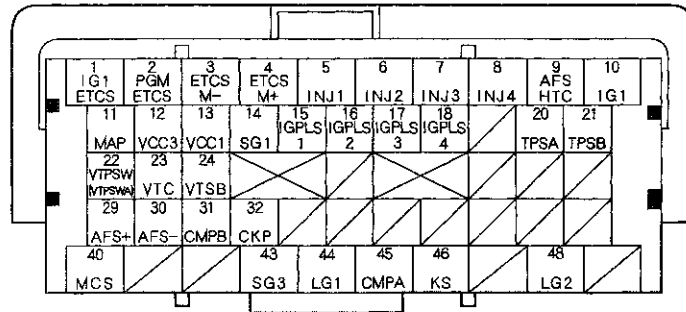 1 2 3 4 5 6 7 8 9 10
IG1 ETCS PGM ETCS ETCS M- ETCS M+ INJ1 INJ2 INJ3 INJ4 AFS HTC IG1
11 12 13 14 15 16 17 18 20 21
MAP VCC3 VCC1 SG1 IGPLS 1 IGPLS 2 IGPLS 3 IGPLS 4 TPSA TPSB
22 23 24
VTPSW (VTPSWA) VTC VTSB
29 30 31 32
AFS+ AFS- CMPB CKP
40 43 44 45 46 48
MCS SG3 LG1 CMPA KS LG2